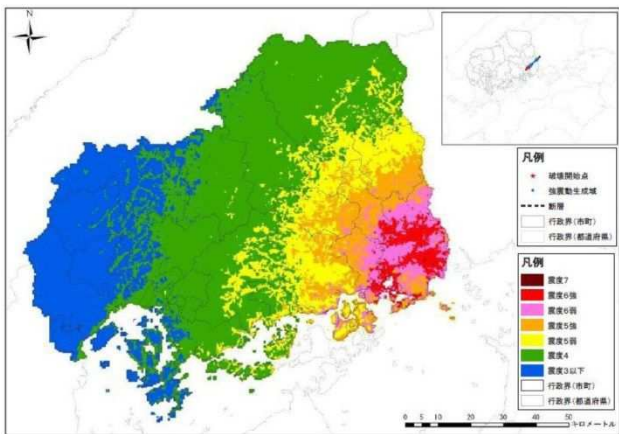 N
凡例
破壊開始点
強震動生成域
断層
行政界(市町)
行政界(都道府県)
凡例
震度7
震度6強
震度6弱
震度5強
震度5弱
震度4
震度3以下
行政界(市町)
行政界(都道府県)
0 5 10 20 30 40 50
キロメートル